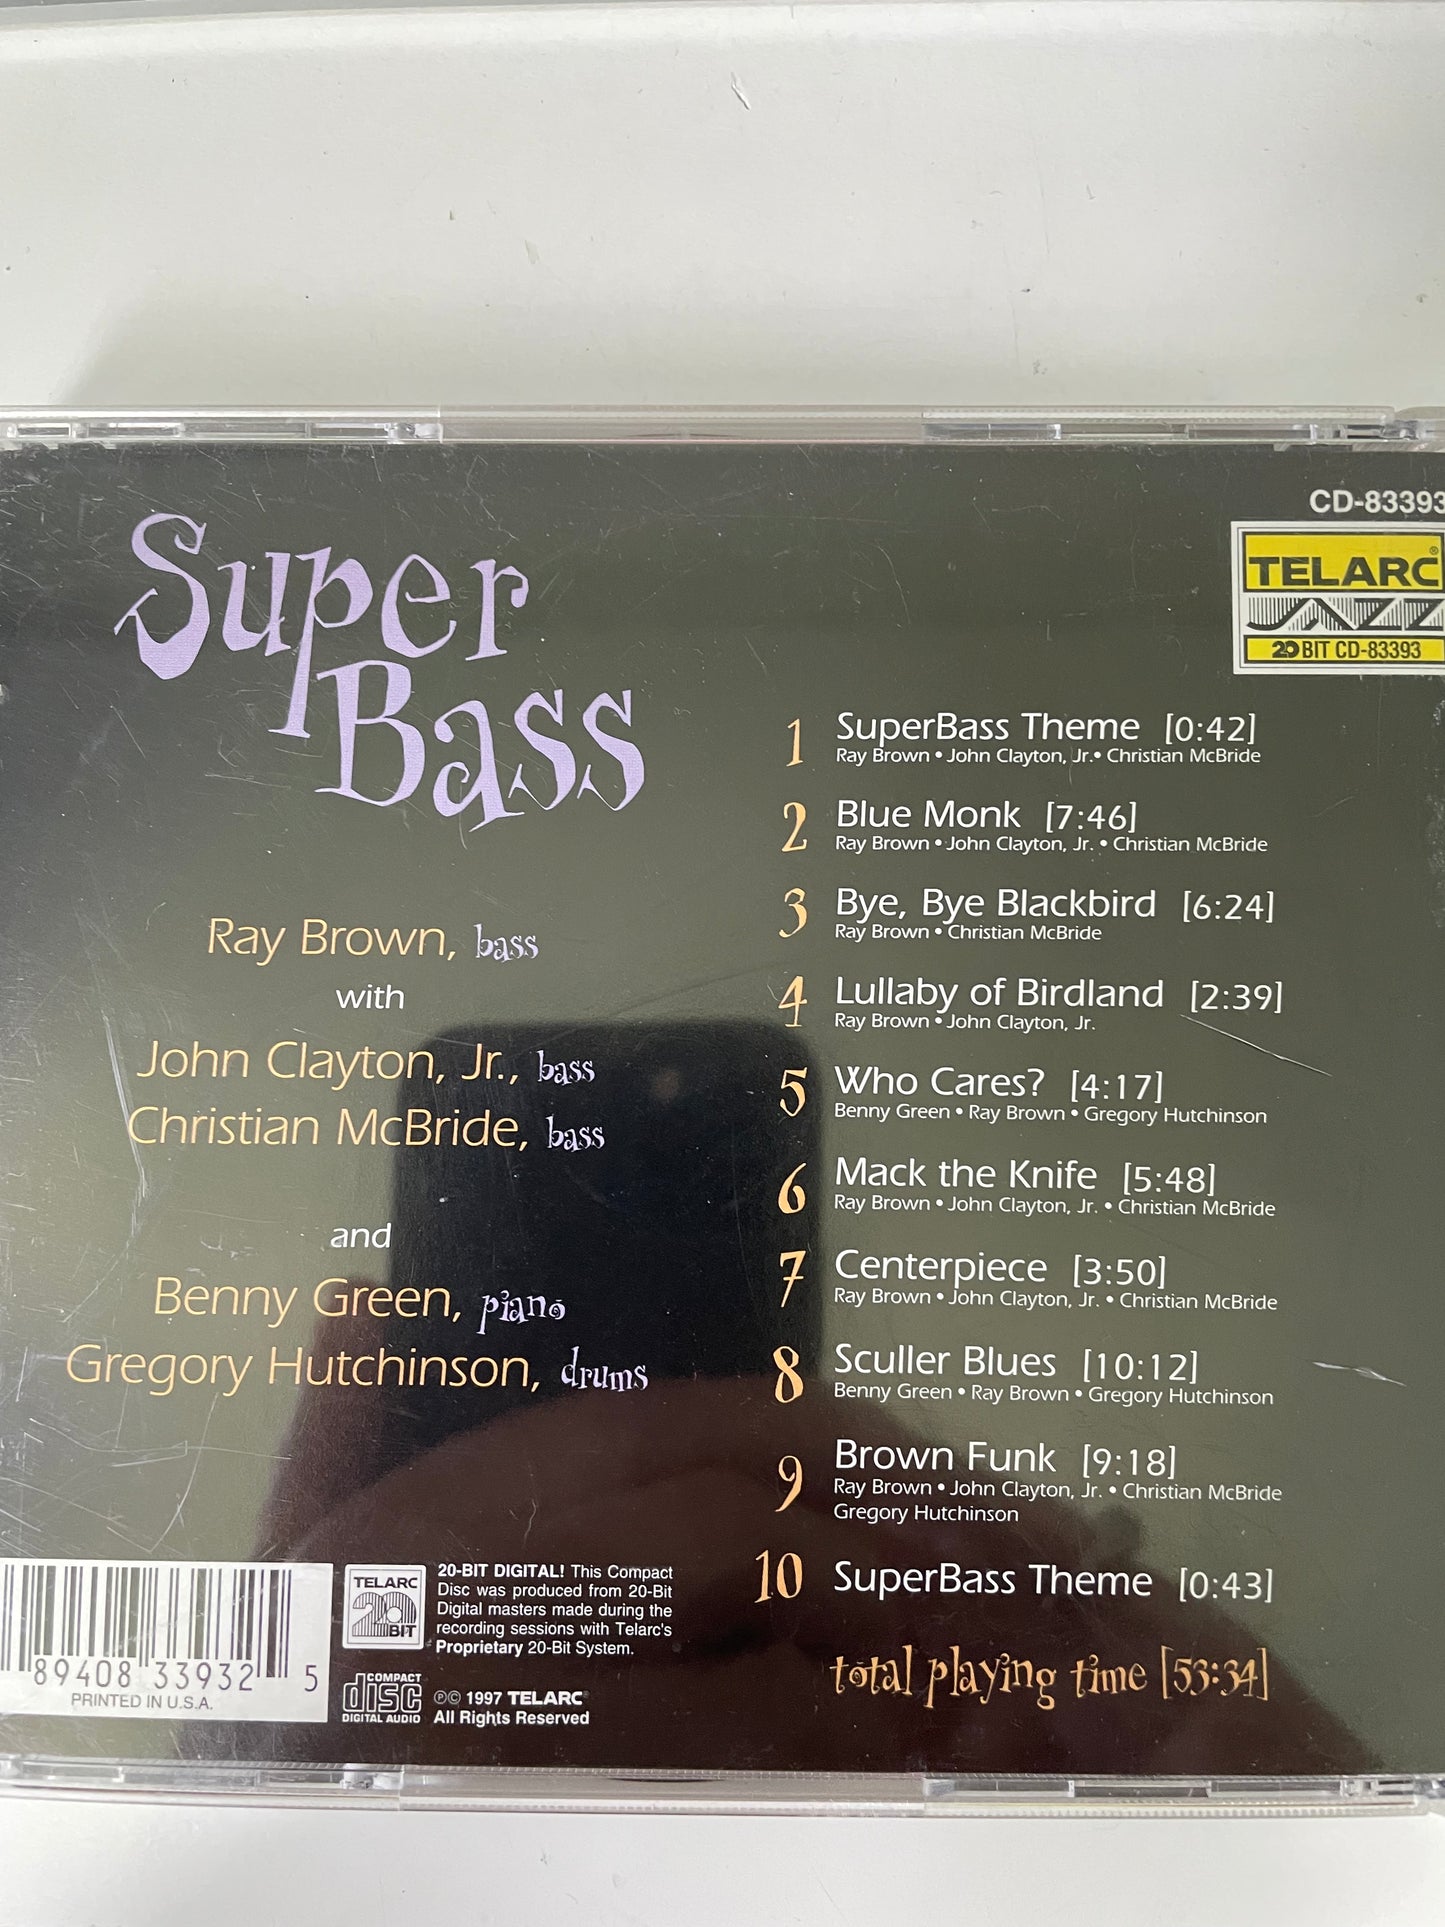 Super
Bass
Ray Brown, bass
with
John Clayton, Jr., bass
Christian McBride, bass
and
Benny Green, piano
Gregory Hutchinson, drums
CD-83393
TELARC®
JAZZ
20 BIT CD-83393
1 SuperBass Theme [0:42]
Ray Brown • John Clayton, Jr. • Christian McBride
2 Blue Monk [7:46]
Ray Brown • John Clayton, Jr. • Christian McBride
3 Bye, Bye Blackbird [6:24]
Ray Brown • Christian McBride
4 Lullaby of Birdland [2:39]
Ray Brown • John Clayton, Jr.
5 Who Cares? [4:17]
Benny Green • Ray Brown • Gregory Hutchinson
6 Mack the Knife [5:48]
Ray Brown • John Clayton, Jr. • Christian McBride
7 Centerpiece [3:50]
Ray Brown • John Clayton, Jr. • Christian McBride
8 Sculler Blues [10:12]
Benny Green • Ray Brown • Gregory Hutchinson
9 Brown Funk [9:18]
Ray Brown • John Clayton, Jr. • Christian McBride
Gregory Hutchinson
10 SuperBass Theme [0:43]
total playing time [53:34]
89408 33932 5
PRINTED IN U.S.A.
TELARC
20
BIT
20-BIT DIGITAL! This Compact
Disc was produced from 20-Bit
Digital masters made during the
recording sessions with Telarc's
Proprietary 20-Bit System.
COMPACT
disc
DIGITAL AUDIO
℗© 1997 TELARC®
All Rights Reserved